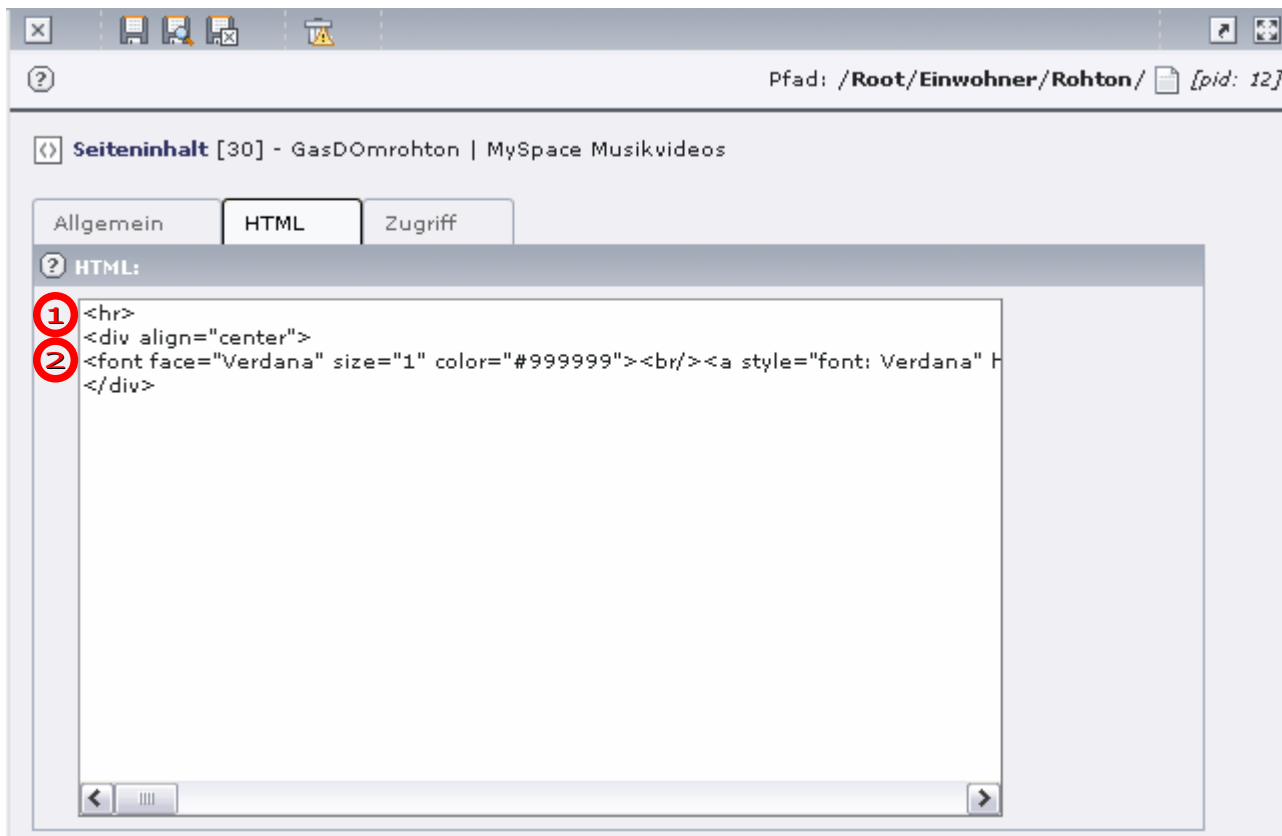 Pfad: /Root/Einwohner/Rohton/ [pid: 12]
Seiteninhalt [30] - GasDOmrohton | MySpace Musikvideos
Allgemein HTML Zugriff
HTML:
1 <hr>
<div align="center">
2 <font face="Verdana" size="1" color="#999999"><br/><a style="font: Verdana" h
</div>